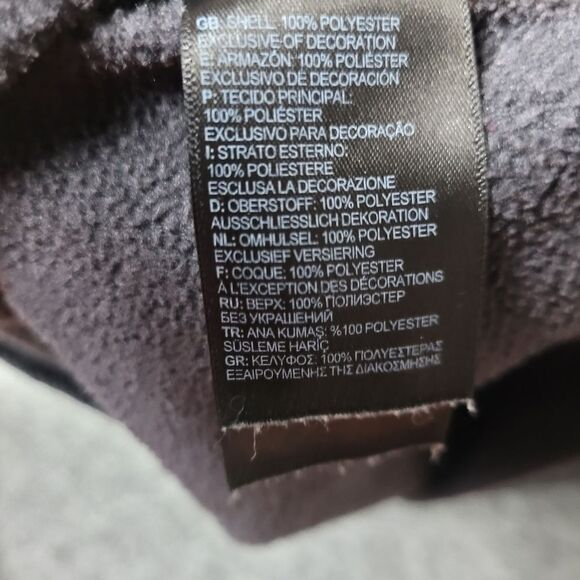 GB: SHELL: 100% POLYESTER
EXCLUSIVE OF DECORATION
E: ARMAZÓN: 100% POLIÉSTER
EXCLUSIVO DE DECORACIÓN
P: TECIDO PRINCIPAL:
100% POLIÉSTER
EXCLUSIVO PARA DECORAÇÃO
I: STRATO ESTERNO:
100% POLIESTERE
ESCLUSA LA DECORAZIONE
D: OBERSTOFF: 100% POLYESTER
AUSSCHLIESSLICH DEKORATION
NL: OMHULSEL: 100% POLYESTER
EXCLUSIEF VERSIERING
F: COQUE: 100% POLYESTER
À L'EXCEPTION DES DÉCORATIONS
RU: ВЕРХ: 100% ПОЛИЭСТЕР
БЕЗ УКРАШЕНИЙ
TR: ANA KUMAŞ: %100 POLYESTER
SÜSLEME HARİÇ
GR: ΚΕΛΥΦΟΣ: 100% ΠΟΛΥΕΣΤΕΡΑΣ
ΕΞΑΙΡΟΥΜΕΝΗΣ ΤΗΣ ΔΙΑΚΟΣΜΗΣΗΣ